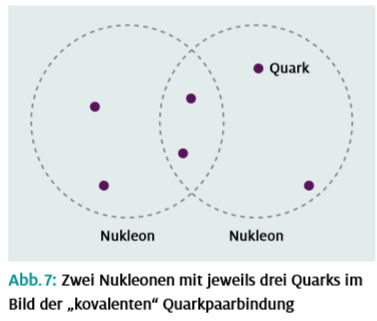 Quark
Nukleon Nukleon
Abb. 7: Zwei Nukleonen mit jeweils drei Quarks im
Bild der „kovalenten“ Quarkpaarbindung